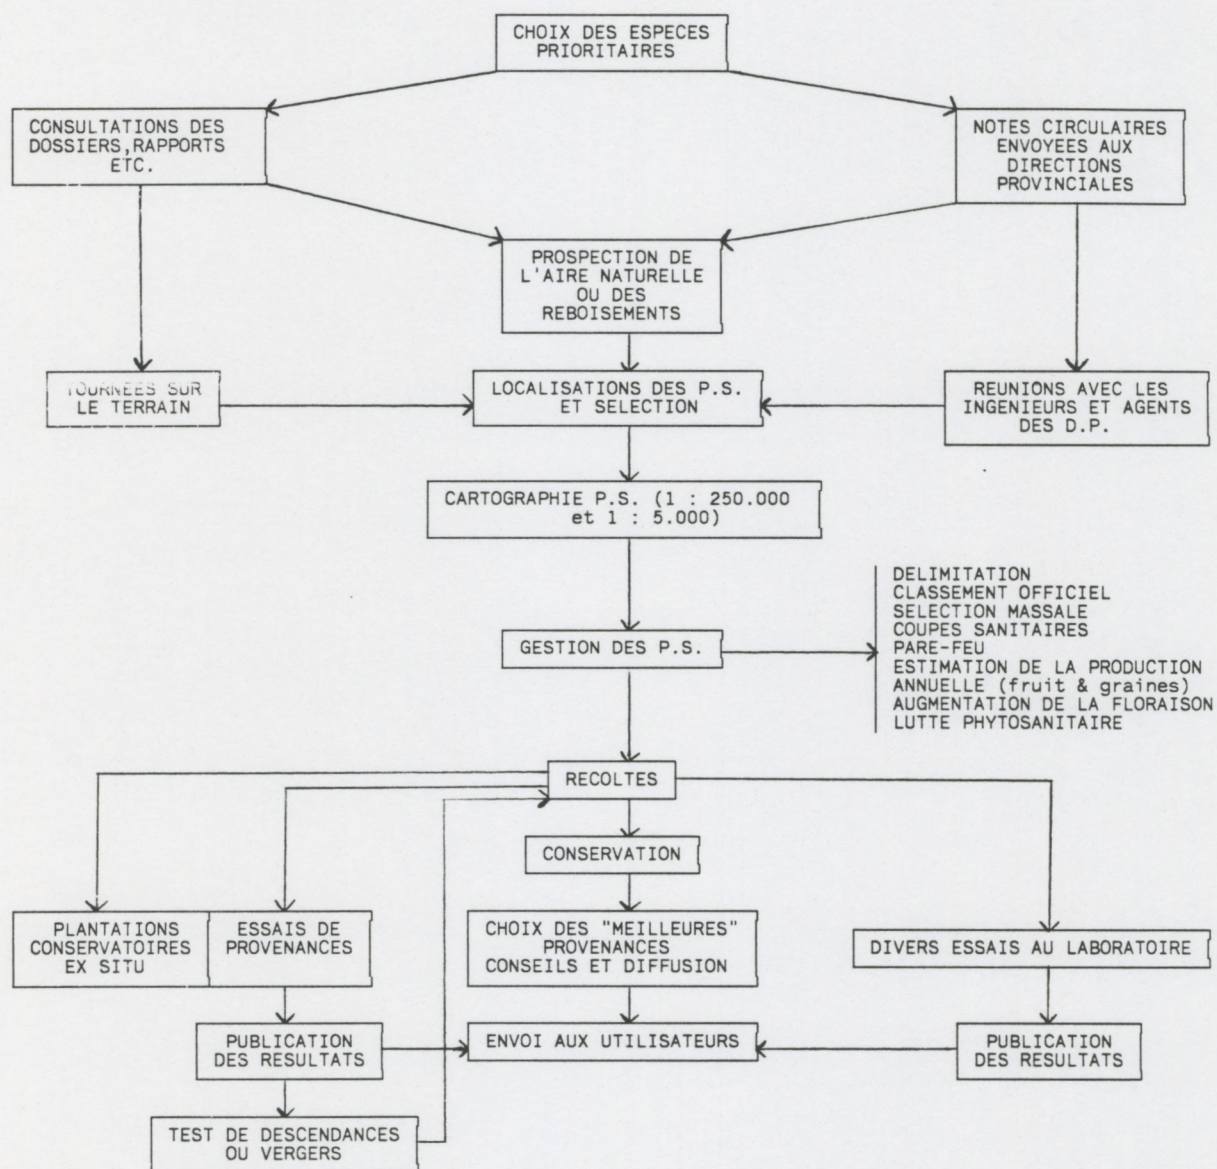 CHOIX DES ESPECES
PRIORITAIRES
CONSULTATIONS DES
DOSSIERS,RAPPORTS
ETC.
NOTES CIRCULAIRES
ENVOYEES AUX
DIRECTIONS
PROVINCIALES
PROSPECTION DE
L'AIRE NATURELLE
OU DES
REBOISEMENTS
TOURNEES SUR
LE TERRAIN
LOCALISATIONS DES P.S.
ET SELECTION
REUNIONS AVEC LES
INGENIEURS ET AGENTS
DES D.P.
CARTOGRAPHIE P.S. (1 : 250.000
et 1 : 5.000)
GESTION DES P.S.
DELIMITATION
CLASSEMENT OFFICIEL
SELECTION MASSALE
COUPES SANITAIRES
PARE-FEU
ESTIMATION DE LA PRODUCTION
ANNUELLE (fruit & graines)
AUGMENTATION DE LA FLORAISON
LUTTE PHYTOSANITAIRE
RECOLTES
CONSERVATION
PLANTATIONS
CONSERVATOIRES
EX SITU
ESSAIS DE
PROVENANCES
CHOIX DES "MEILLEURES"
PROVENANCES
CONSEILS ET DIFFUSION
DIVERS ESSAIS AU LABORATOIRE
PUBLICATION
DES RESULTATS
ENVOI AUX UTILISATEURS
PUBLICATION
DES RESULTATS
TEST DE DESCENDANCES
OU VERGERS